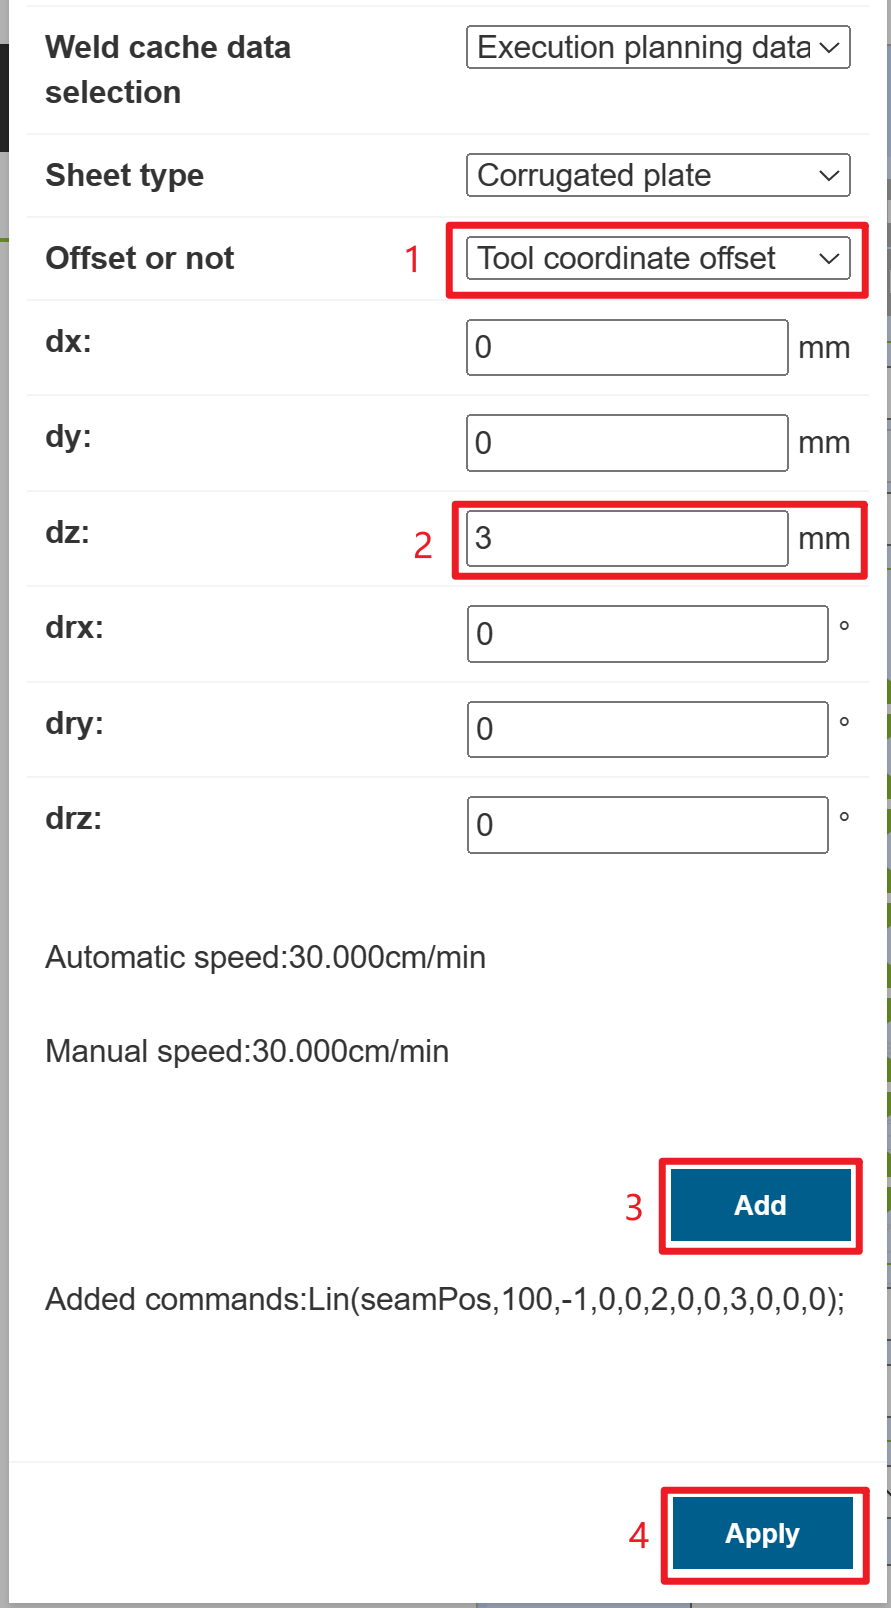 Weld cache data
selection
Execution planning data
Sheet type
Corrugated plate
Offset or not
1
Tool coordinate offset
dx:
0
mm
dy:
0
mm
dz:
2
3
mm
drx:
0
°
dry:
0
°
drz:
0
°
Automatic speed:30.000cm/min
Manual speed:30.000cm/min
3
Add
Added commands:Lin(seamPos,100,-1,0,0,2,0,0,3,0,0,0);
4
Apply